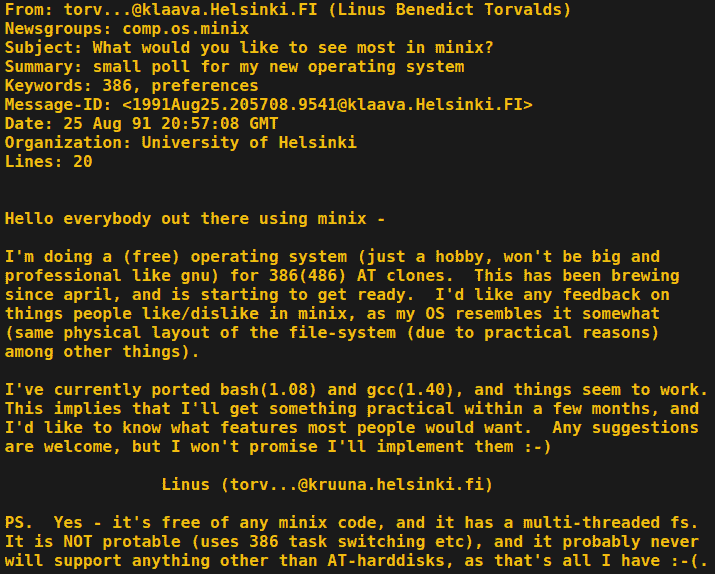 From: torv...@klaava.Helsinki.FI (Linus Benedict Torvalds)
Newsgroups: comp.os.minix
Subject: What would you like to see most in minix?
Summary: small poll for my new operating system
Keywords: 386, preferences
Message-ID: <1991Aug25.205708.9541@klaava.Helsinki.FI>
Date: 25 Aug 91 20:57:08 GMT
Organization: University of Helsinki
Lines: 20

Hello everybody out there using minix -

I'm doing a (free) operating system (just a hobby, won't be big and
professional like gnu) for 386(486) AT clones.  This has been brewing
since april, and is starting to get ready.  I'd like any feedback on
things people like/dislike in minix, as my OS resembles it somewhat
(same physical layout of the file-system (due to practical reasons)
among other things).

I've currently ported bash(1.08) and gcc(1.40), and things seem to work.
This implies that I'll get something practical within a few months, and
I'd like to know what features most people would want.  Any suggestions
are welcome, but I won't promise I'll implement them :-)

Linus (torv...@kruuna.helsinki.fi)

PS.  Yes - it's free of any minix code, and it has a multi-threaded fs.
It is NOT protable (uses 386 task switching etc), and it probably never
will support anything other than AT-harddisks, as that's all I have :-(.